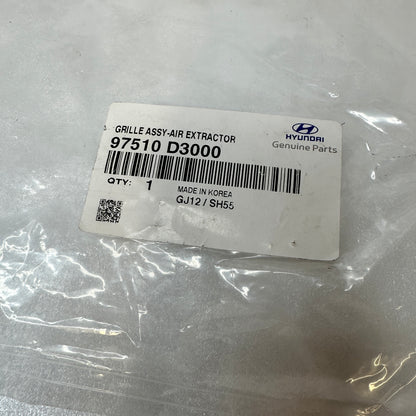 GRILLE ASSY-AIR EXTRACTOR
97510 D3000
HYUNDAI
Genuine Parts
QTY: 1
MADE IN KOREA
GJ12 / SH55